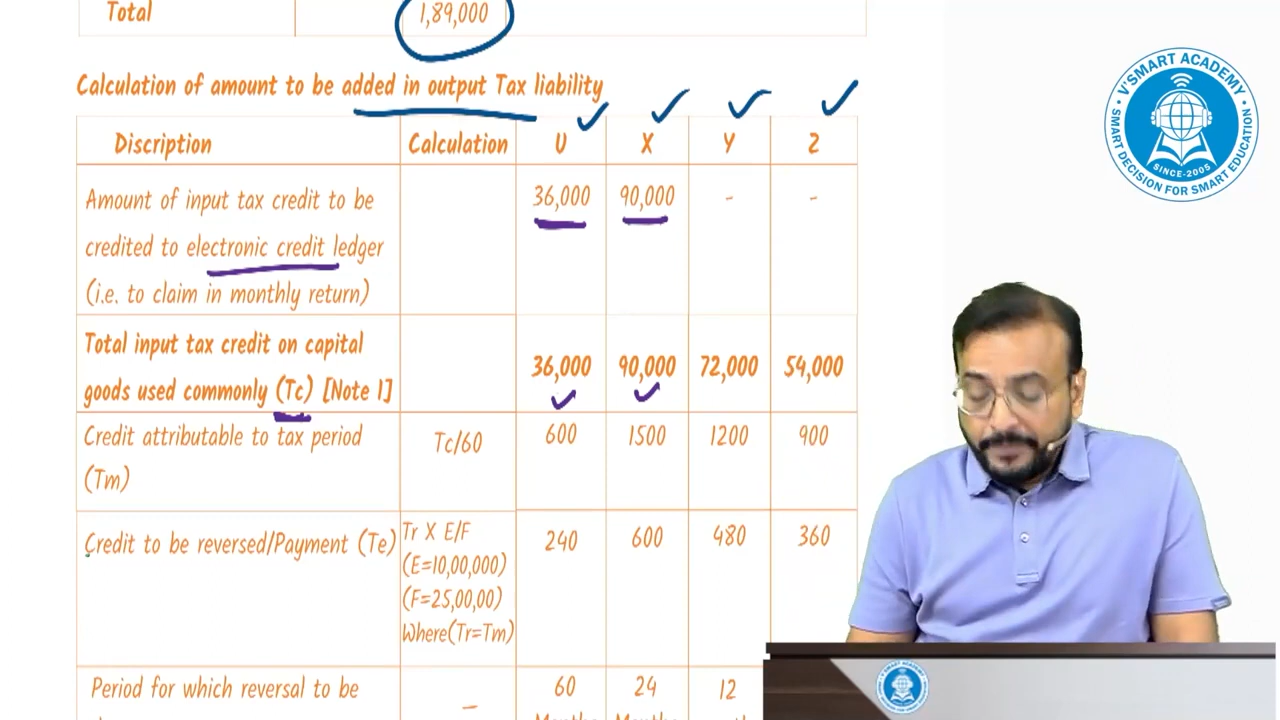 Total 1,89,000
Calculation of amount to be added in output Tax liability
Discription Calculation U X Y Z
Amount of input tax credit to be 36,000 90,000 - -
credited to electronic credit ledger
(i.e. to claim in monthly return)
Total input tax credit on capital
goods used commonly (Tc) [Note 1] 36,000 90,000 72,000 54,000
Credit attributable to tax period Tc/60 600 1500 1200 900
(Tm)
Credit to be reversed/Payment (Te) Tr X E/F 240 600 480 360
(E=10,00,000)
(F=25,00,00)
Where(Tr=Tm)
Period for which reversal to be - 60 24 12
Months Months
V'SMART ACADEMY
SMART DECISION FOR SMART EDUCATION
SINCE-2005